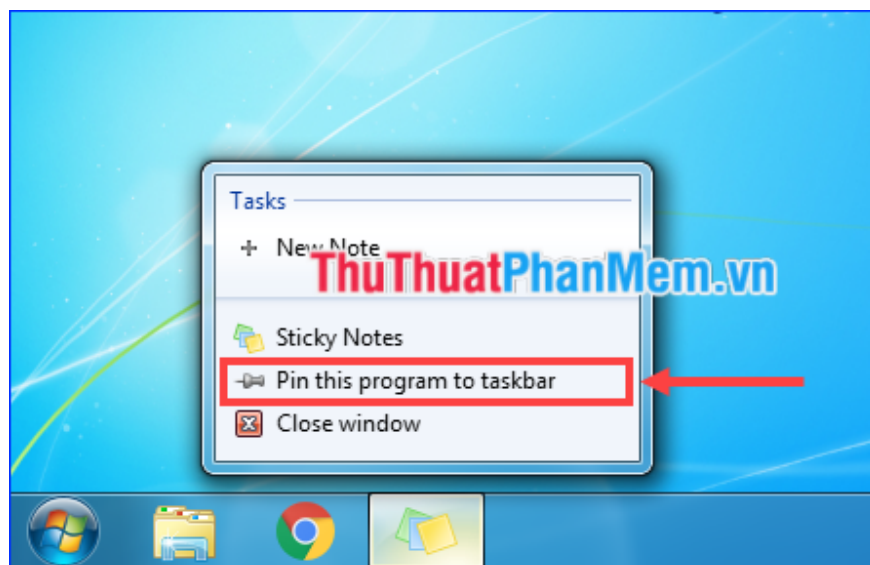 Tasks
New Note
ThuThuatPhanMem.vn
Sticky Notes
Pin this program to taskbar
Close window